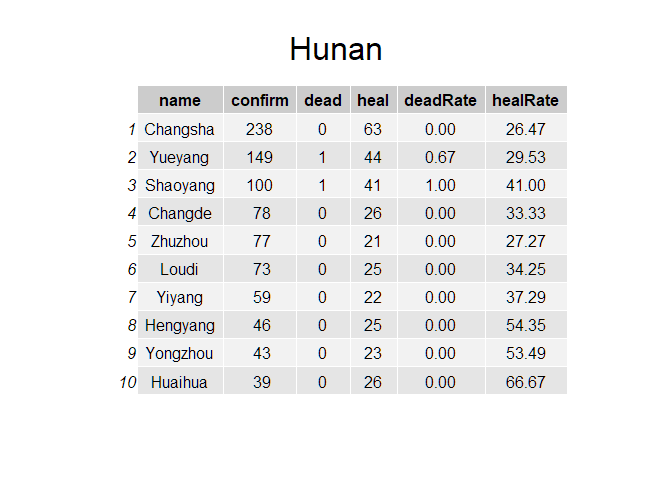 Hunan
name confirm dead heal deadRate healRate
1 Changsha 238 0 63 0.00 26.47
2 Yueyang 149 1 44 0.67 29.53
3 Shaoyang 100 1 41 1.00 41.00
4 Changde 78 0 26 0.00 33.33
5 Zhuzhou 77 0 21 0.00 27.27
6 Loudi 73 0 25 0.00 34.25
7 Yiyang 59 0 22 0.00 37.29
8 Hengyang 46 0 25 0.00 54.35
9 Yongzhou 43 0 23 0.00 53.49
10 Huaihua 39 0 26 0.00 66.67